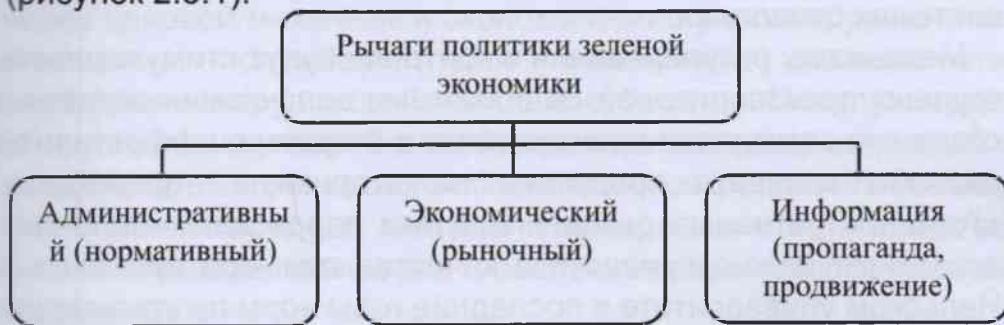 (рисунок 2.3.1).
Рычаги политики зеленой
экономики
Административны
й (нормативный)
Экономический
(рыночный)
Информация
(пропаганда,
продвижение)